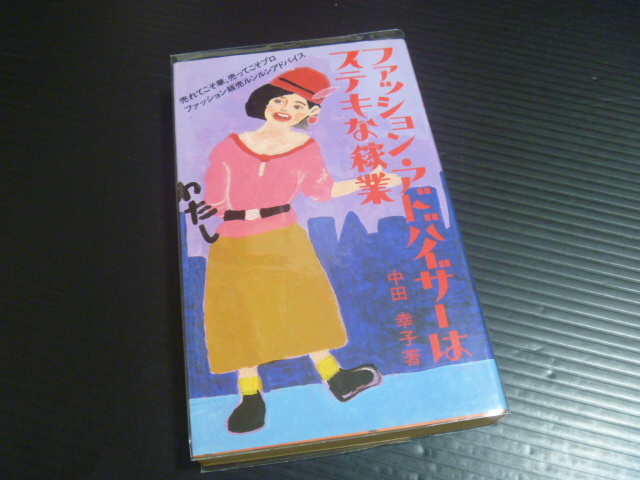 ファッション・アドバイザーは
ステキな稼業
売れてこそ華、売ってこそプロ
ファッション販売ルンルンアドバイス
わたし
中田 幸子著